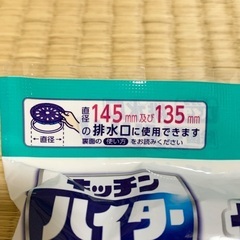 直径145mm及び135mm
の排水口に使用できます
裏面の使い方をお読みください
←直径→
キッチン
ハイター